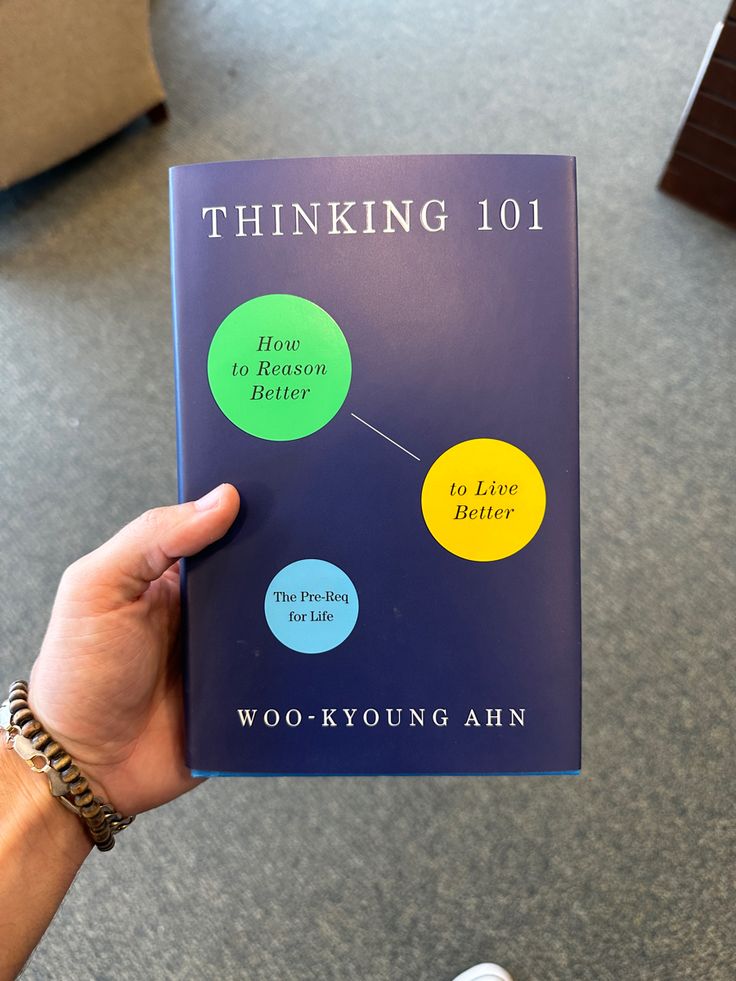 THINKING 101
How
to Reason
Better
to Live
Better
The Pre-Req
for Life
WOO-KYOUNG AHN